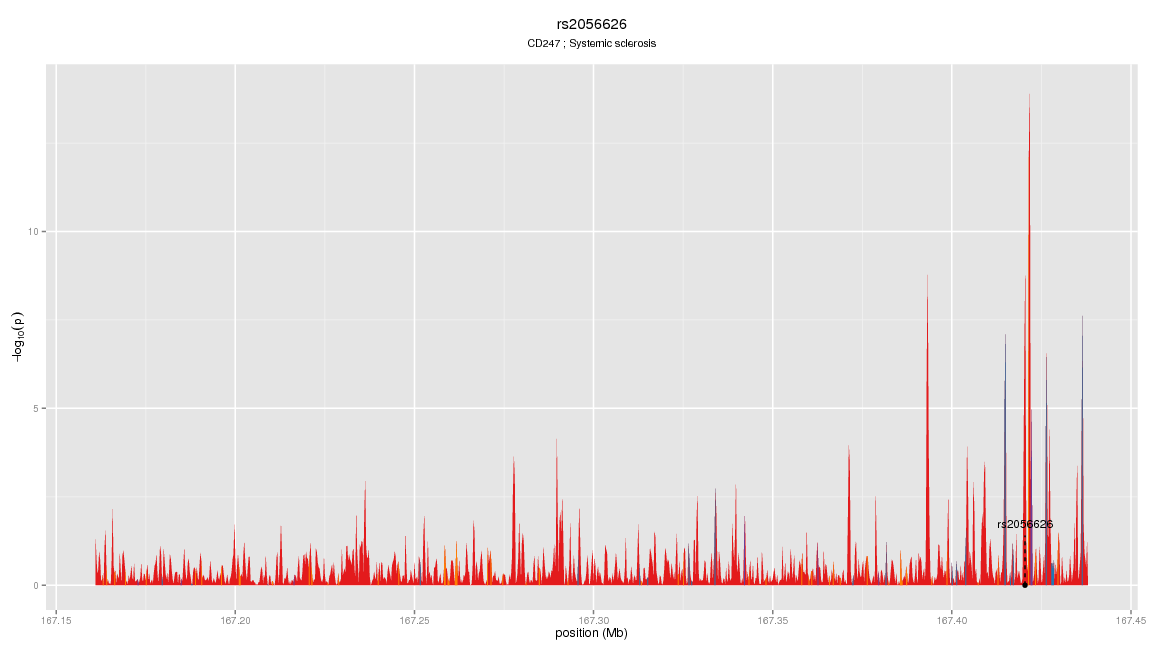 rs2056626
CD247 ; Systemic sclerosis
−log10(p)
10
5
0
rs2056626
167.15 167.20 167.25 167.30 167.35 167.40 167.45
position (Mb)